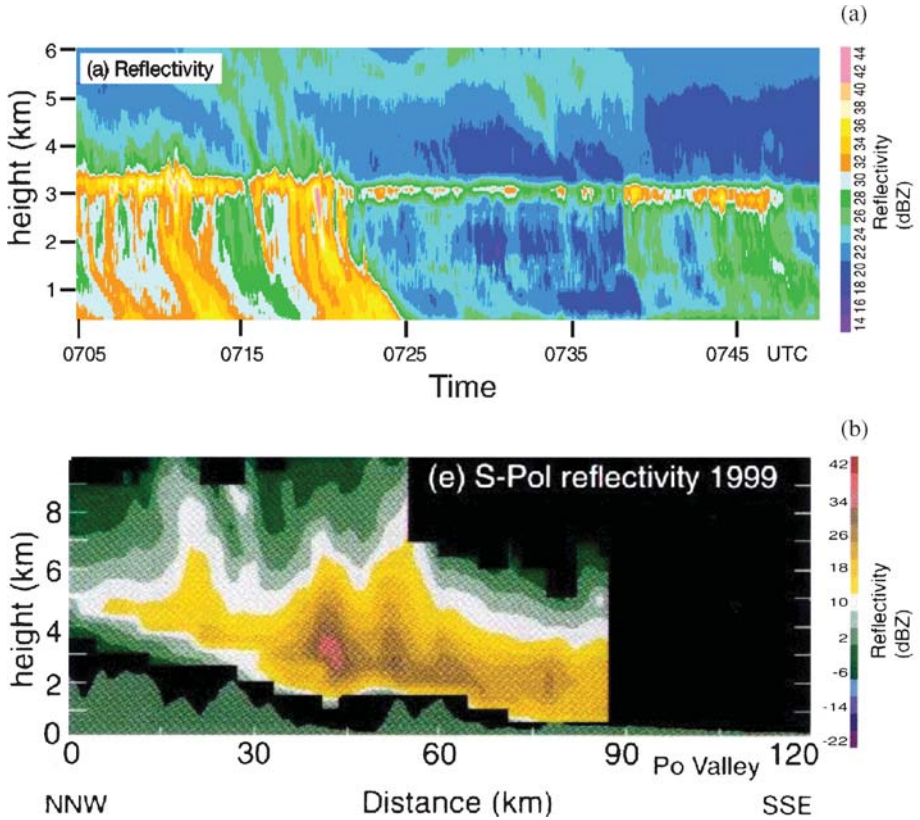 (a)
(a) Reflectivity
6
5
4
3
2
1
height (km)
0705 0715 0725 0735 0745 UTC
Time
44
42
40
38
36
34
32
30
28
26
24
22
20
18
16
14
Reflectivity
(dBZ)
(b)
(e) S-Pol reflectivity 1999
8
6
4
2
0
height (km)
0 30 60 90 120
Po Valley
NNW Distance (km) SSE
42
34
26
18
10
2
-6
-14
-22
Reflectivity
(dBZ)